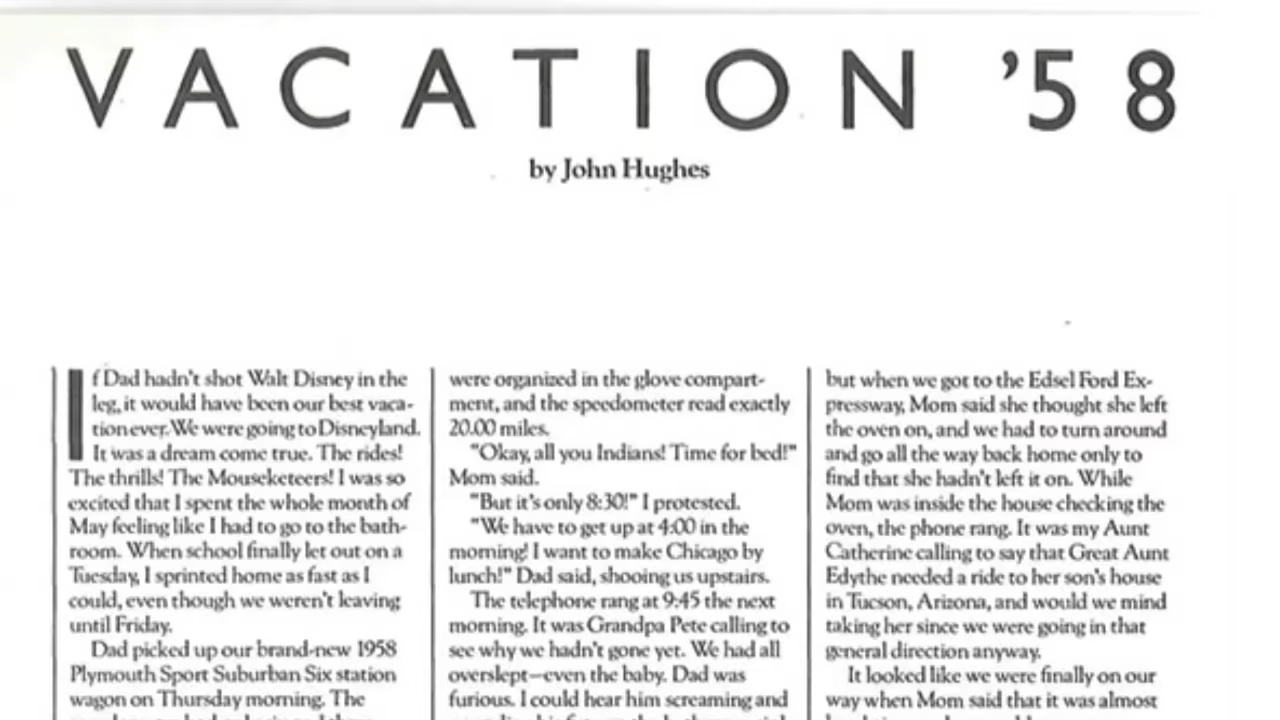 VACATION '58
by John Hughes
If Dad hadn't shot Walt Disney in the
leg, it would have been our best vaca-
tion ever. We were going to Disneyland.
It was a dream come true. The rides!
The thrills! The Mouseketeers! I was so
excited that I spent the whole month of
May feeling like I had to go to the bath-
room. When school finally let out on a
Tuesday, I sprinted home as fast as I
could, even though we weren't leaving
until Friday.
Dad picked up our brand-new 1958
Plymouth Sport Suburban Six station
wagon on Thursday morning. The
were organized in the glove compart-
ment, and the speedometer read exactly
20.00 miles.
"Okay, all you Indians! Time for bed!"
Mom said.
"But it's only 8:30!" I protested.
"We have to get up at 4:00 in the
morning! I want to make Chicago by
lunch!" Dad said, shooing us upstairs.
The telephone rang at 9:45 the next
morning. It was Grandpa Pete calling to
see why we hadn't gone yet. We had all
overslept—even the baby. Dad was
furious. I could hear him screaming and
but when we got to the Edsel Ford Ex-
pressway, Mom said she thought she left
the oven on, and we had to turn around
and go all the way back home only to
find that she hadn't left it on. While
Mom was inside the house checking the
oven, the phone rang. It was my Aunt
Catherine calling to say that Great Aunt
Edythe needed a ride to her son's house
in Tucson, Arizona, and would we mind
taking her since we were going in that
general direction anyway.
It looked like we were finally on our
way when Mom said that it was almost